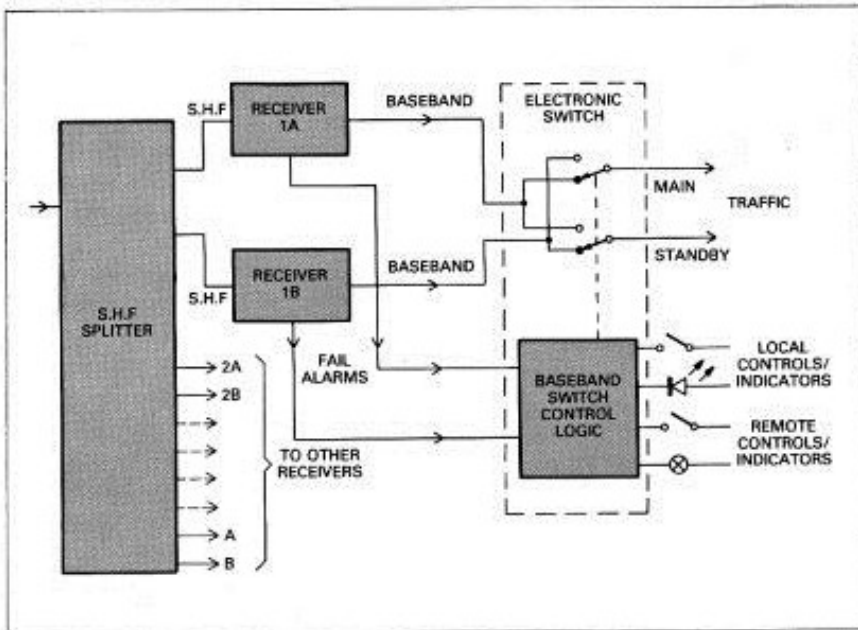 S.H.F
RECEIVER
1A
BASEBAND
ELECTRONIC
SWITCH
MAIN
TRAFFIC
STANDBY
S.H.F
SPLITTER
S.H.F
RECEIVER
1B
BASEBAND
FAIL
ALARMS
2A
2B
TO OTHER
RECEIVERS
A
B
BASEBAND
SWITCH
CONTROL
LOGIC
LOCAL
CONTROLS/
INDICATORS
REMOTE
CONTROLS/
INDICATORS